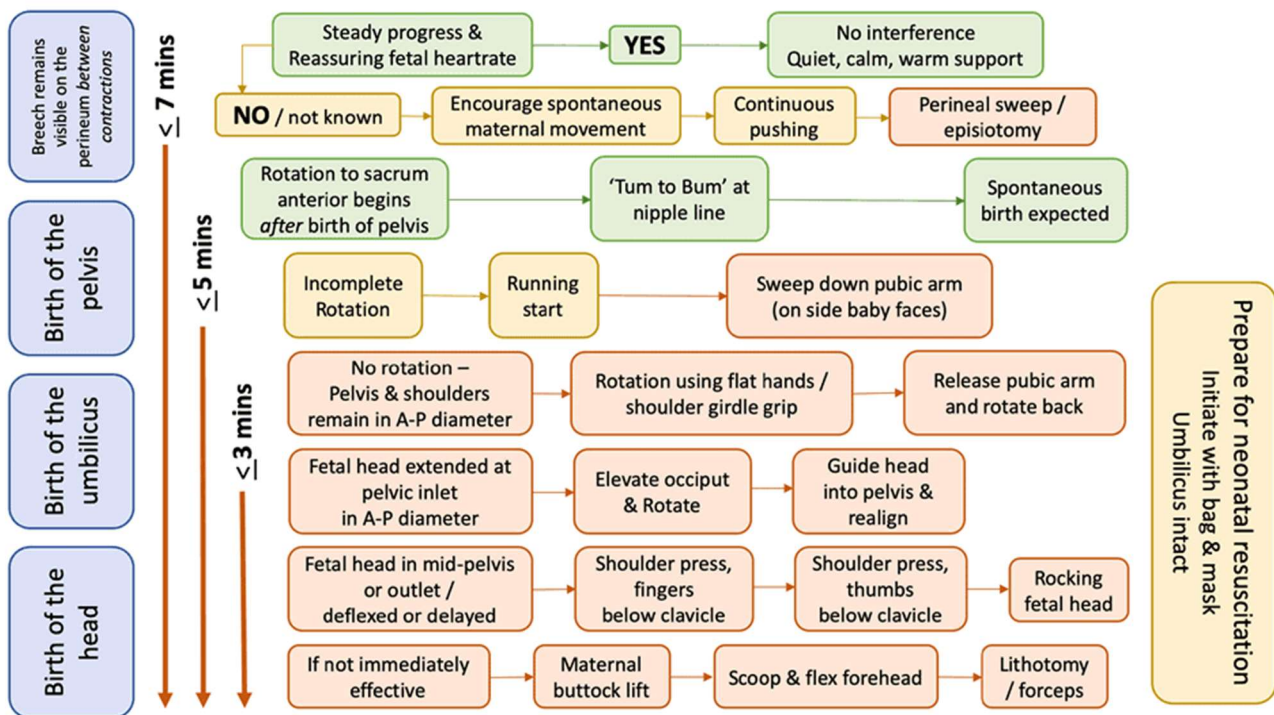 Breech remains
visible on the
perineum between
contractions
Birth of the
pelvis
Birth of the
umbilicus
Birth of the
head
≤ 7 mins
≤ 5 mins
≤ 3 mins
Steady progress &
Reassuring fetal heartrate
YES
No interference
Quiet, calm, warm support
NO / not known
Encourage spontaneous
maternal movement
Continuous
pushing
Perineal sweep /
episiotomy
Rotation to sacrum
anterior begins
after birth of pelvis
‘Tum to Bum’ at
nipple line
Spontaneous
birth expected
Incomplete
Rotation
Running
start
Sweep down pubic arm
(on side baby faces)
No rotation –
Pelvis & shoulders
remain in A-P diameter
Rotation using flat hands /
shoulder girdle grip
Release pubic arm
and rotate back
Fetal head extended at
pelvic inlet
in A-P diameter
Elevate occiput
& Rotate
Guide head
into pelvis &
realign
Fetal head in mid-pelvis
or outlet /
deflexed or delayed
Shoulder press,
fingers
below clavicle
Shoulder press,
thumbs
below clavicle
Rocking
fetal head
If not immediately
effective
Maternal
buttock lift
Scoop & flex forehead
Lithotomy
/ forceps
Prepare for neonatal resuscitation
Initiate with bag & mask
Umbilicus intact